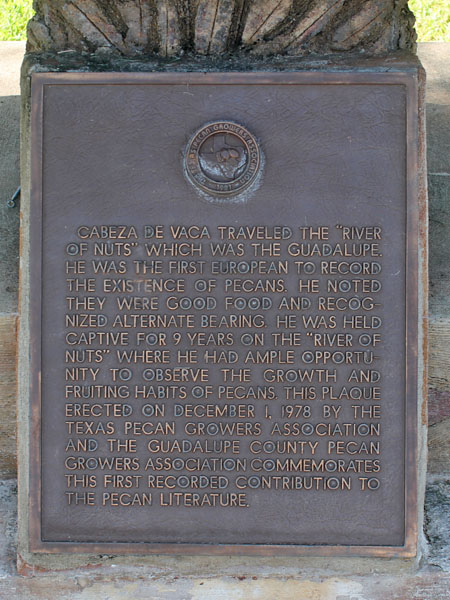 TEXAS PECAN GROWERS ASSOCIATION
CABEZA DE VACA TRAVELED THE "RIVER
OF NUTS" WHICH WAS THE GUADALUPE.
HE WAS THE FIRST EUROPEAN TO RECORD
THE EXISTENCE OF PECANS. HE NOTED
THEY WERE GOOD FOOD AND RECOG-
NIZED ALTERNATE BEARING. HE WAS HELD
CAPTIVE FOR 9 YEARS ON THE "RIVER OF
NUTS" WHERE HE HAD AMPLE OPPORTU-
NITY TO OBSERVE THE GROWTH AND
FRUITING HABITS OF PECANS. THIS PLAQUE
ERECTED ON DECEMBER 1, 1978 BY THE
TEXAS PECAN GROWERS ASSOCIATION
AND THE GUADALUPE COUNTY PECAN
GROWERS ASSOCIATION COMMEMORATES
THIS FIRST RECORDED CONTRIBUTION TO
THE PECAN LITERATURE.